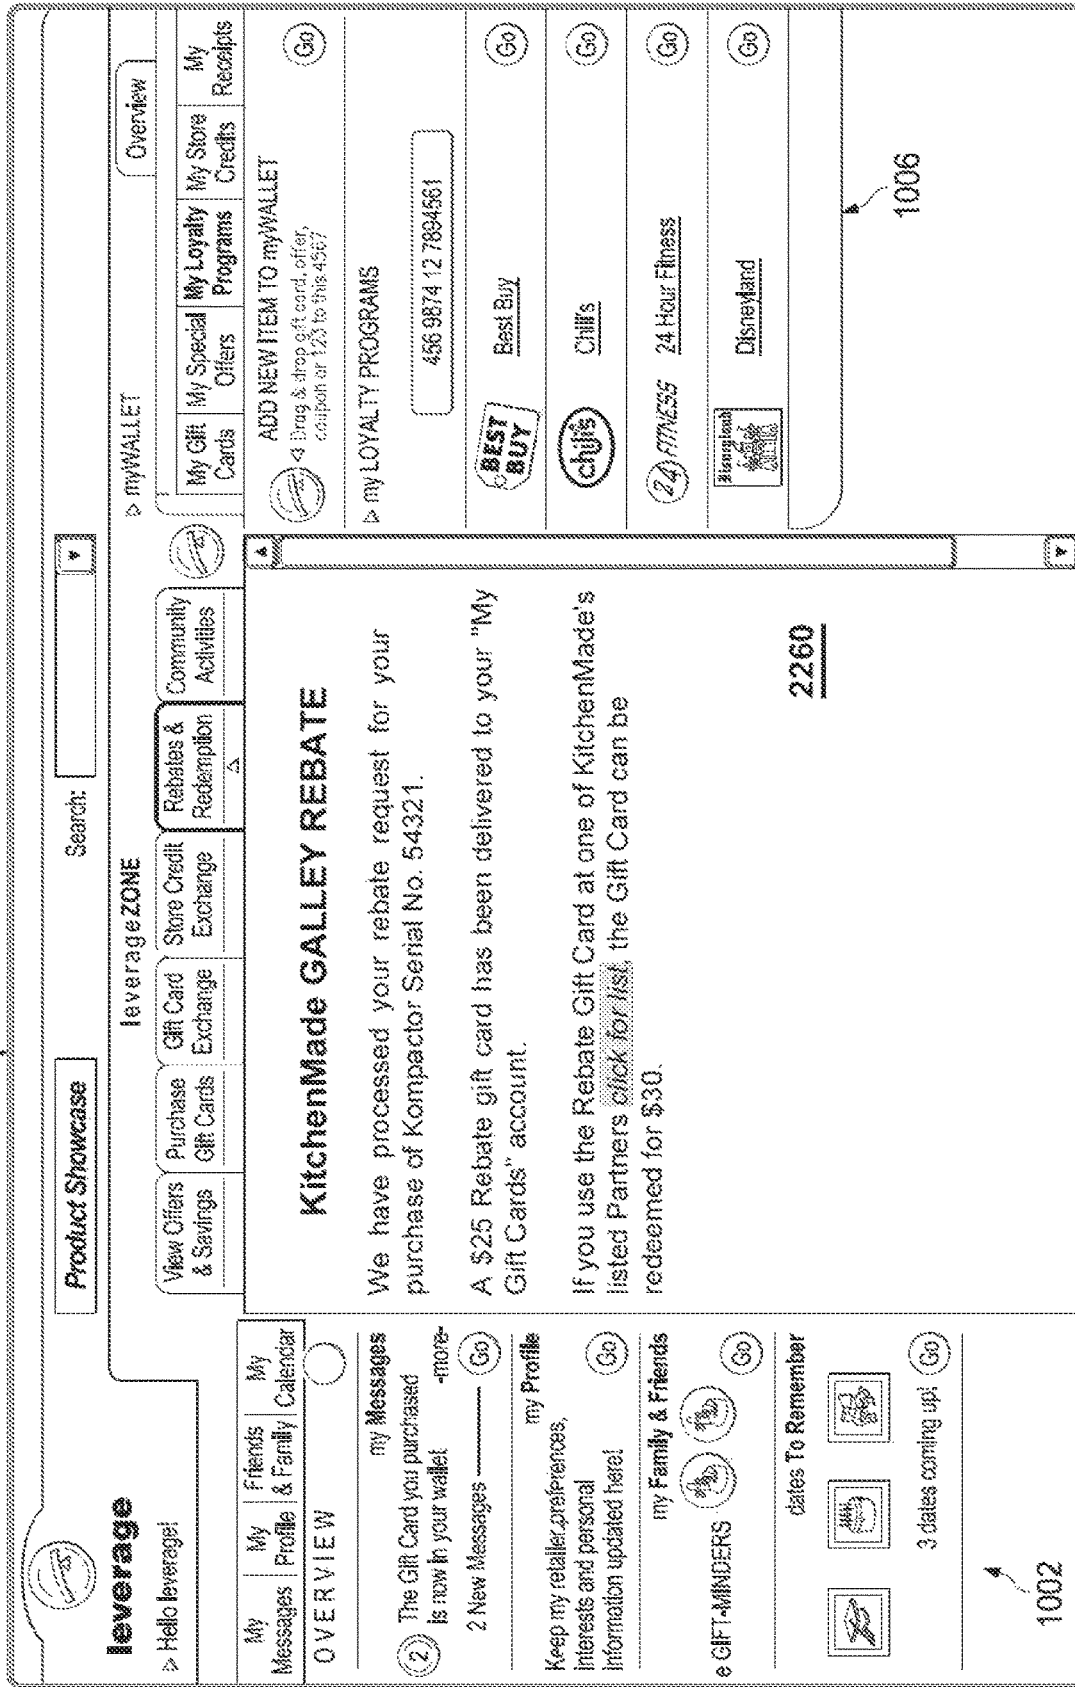 leverage
▷ Hello leverage!
Product Showcase
Search:
leverageZONE
▷ myWALLET
Overview
My Messages
My Profile
Friends & Family
My Calendar
OVERVIEW
my Messages
2
The Gift Card you purchased
is now in your wallet
-more-
2 New Messages
Go
my Profile
Keep my retailer preferences,
interests and personal
information updated here!
Go
my Family & Friends
e GIFT-MINDERS
Go
dates To Remember
3 dates coming up!
Go
1002
View Offers
& Savings
Purchase
Gift Cards
Gift Card
Exchange
Store Credit
Exchange
Rebates &
Redemption
Community
Activities
KitchenMade GALLEY REBATE
We have processed your rebate request for your
purchase of Kompactor Serial No. 54321.
A $25 Rebate gift card has been delivered to your "My
Gift Cards" account.
If you use the Rebate Gift Card at one of KitchenMade's
listed Partners click for list, the Gift Card can be
redeemed for $30.
2260
My Gift
Cards
My Special
Offers
My Loyalty
Programs
My Store
Credits
My
Receipts
ADD NEW ITEM TO myWALLET
Drag & drop gift card, offer,
coupon or 123 to this 4567
Go
▷ my LOYALTY PROGRAMS
456 9874 12 7894561
BEST
BUY
Best Buy
Go
chili's
Chili's
Go
24 FITNESS
24 Hour Fitness
Go
Disneyland
Disneyland
Go
1006